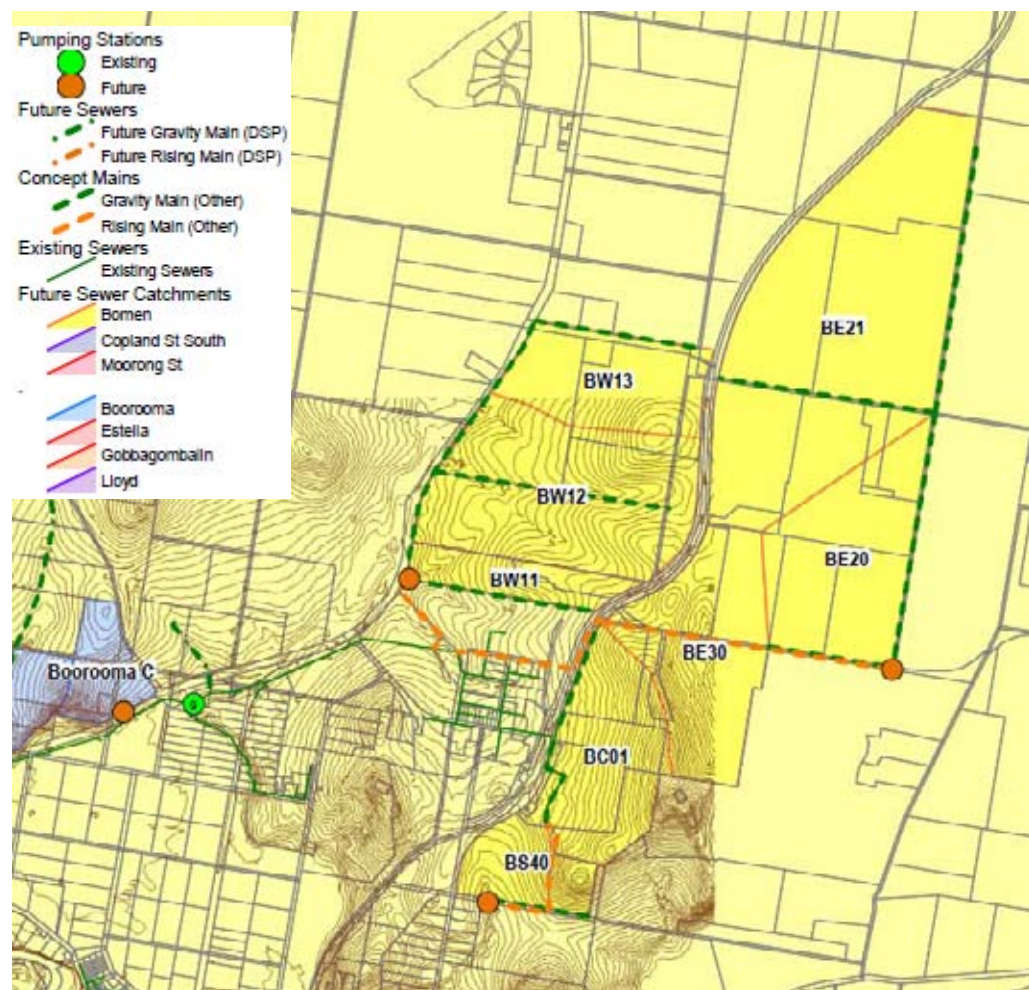 Pumping Stations
Existing
Future
Future Sewers
Future Gravity Main (DSP)
Future Rising Main (DSP)
Concept Mains
Gravity Main (Other)
Rising Main (Other)
Existing Sewers
Existing Sewers
Future Sewer Catchments
Bomen
Copland St South
Moorong St
Boorooma
Estella
Gobbagombalin
Lloyd
BE21
BW13
BW12
BE20
BW11
BE30
Boorooma C
BC01
BS40